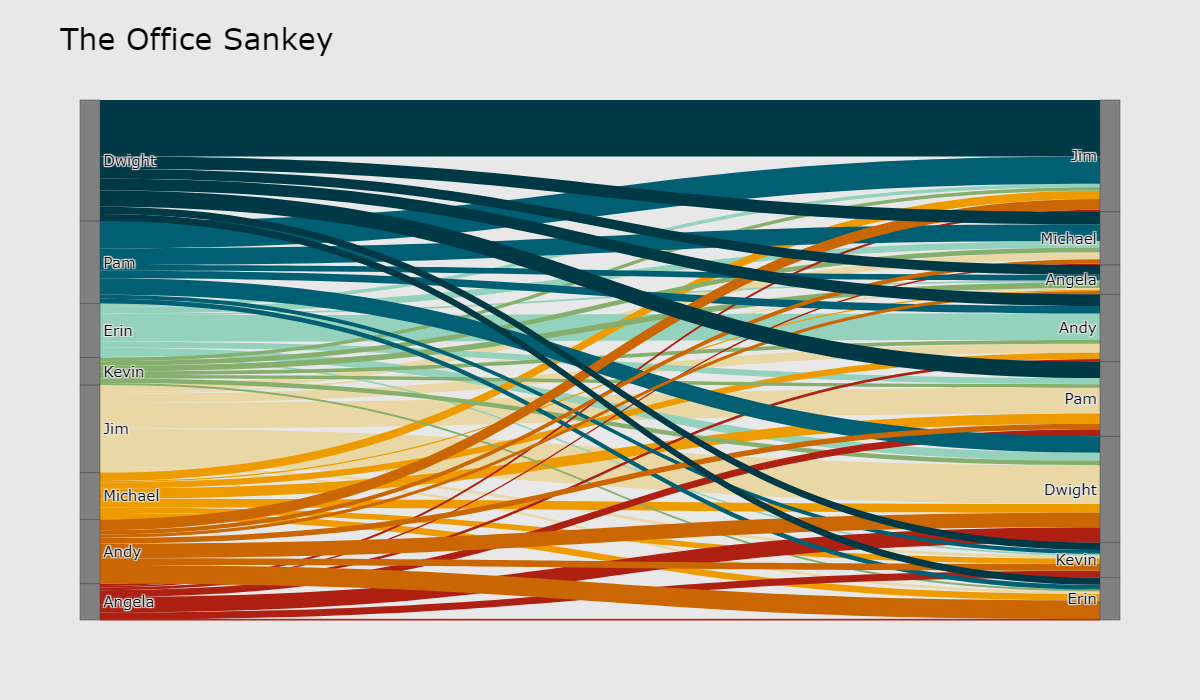 The Office Sankey
Dwight
Pam
Erin
Kevin
Jim
Michael
Andy
Angela
Jim
Michael
Angela
Andy
Pam
Dwight
Kevin
Erin